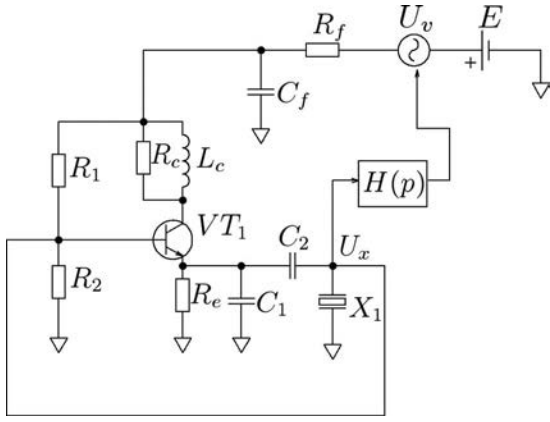 R_f
U_v
E
+
C_f
R_1
R_c
L_c
H(p)
VT_1
C_2
U_x
R_2
R_e
C_1
X_1